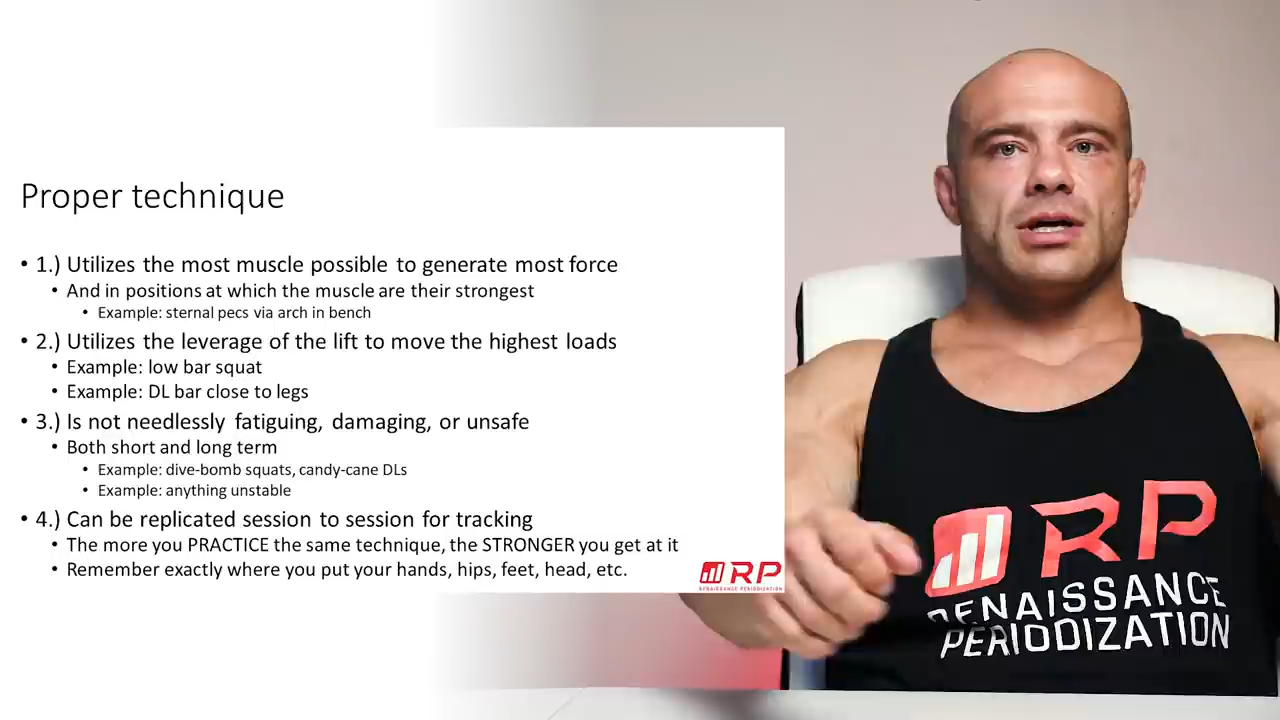 Proper technique
• 1.) Utilizes the most muscle possible to generate most force
• And in positions at which the muscle are their strongest
• Example: sternal pecs via arch in bench
• 2.) Utilizes the leverage of the lift to move the highest loads
• Example: low bar squat
• Example: DL bar close to legs
• 3.) Is not needlessly fatiguing, damaging, or unsafe
• Both short and long term
• Example: dive-bomb squats, candy-cane DLs
• Example: anything unstable
• 4.) Can be replicated session to session for tracking
• The more you PRACTICE the same technique, the STRONGER you get at it
• Remember exactly where you put your hands, hips, feet, head, etc.
RP
RENAISSANCE PERIODIZATION
RP
RENAISSANCE
PERIODIZATION